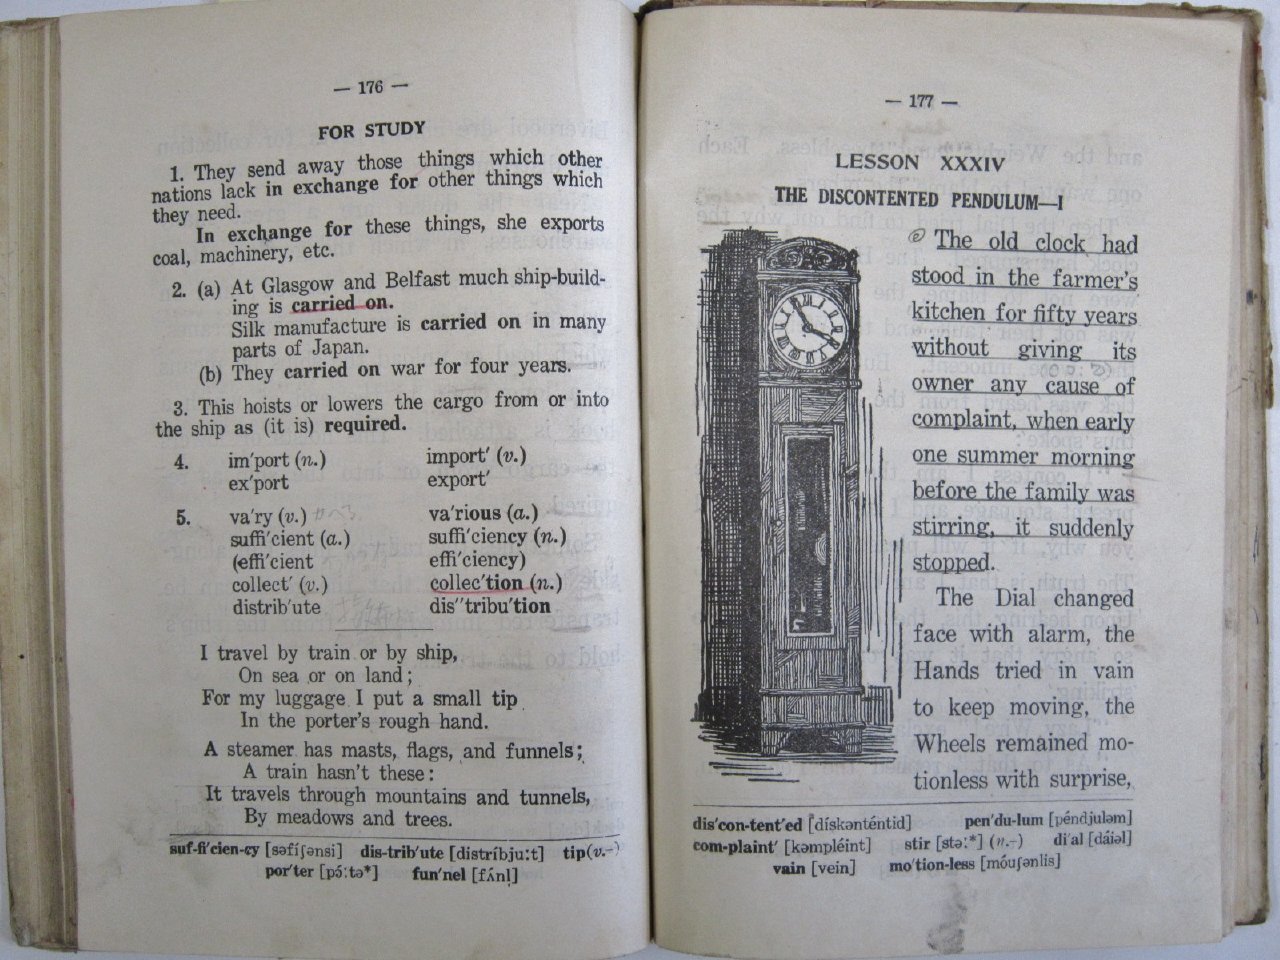 — 176 —
FOR STUDY
1. They send away those things which other
nations lack in exchange for other things which
they need.
In exchange for these things, she exports
coal, machinery, etc.
2. (a) At Glasgow and Belfast much ship-build-
ing is carried on.
Silk manufacture is carried on in many
parts of Japan.
(b) They carried on war for four years.
3. This hoists or lowers the cargo from or into
the ship as (it is) required.
4. im′port (n.) import′ (v.)
ex′port export′
5. va′ry (v.) va′rious (a.)
suffi′cient (a.) suffi′ciency (n.)
(effi′cient effi′ciency)
collect′ (v.) collec′tion (n.)
distrib′ute dis″tribu′tion
I travel by train or by ship,
On sea or on land;
For my luggage I put a small tip
In the porter's rough hand.
A steamer has masts, flags, and funnels;
A train hasn't these:
It travels through mountains and tunnels,
By meadows and trees.
suf-fi′cien-cy [səfíʃənsi] dis-trib′ute [distríbju:t] tip (v.-)
por′ter [pɔ́:tə*] fun′nel [fʌ́nl̩]
— 177 —
LESSON XXXIV
THE DISCONTENTED PENDULUM—I
The old clock had
stood in the farmer's
kitchen for fifty years
without giving its
owner any cause of
complaint, when early
one summer morning
before the family was
stirring, it suddenly
stopped.
The Dial changed
face with alarm, the
Hands tried in vain
to keep moving, the
Wheels remained mo-
tionless with surprise,
dis′con-tent′ed [dískənténtid] pen′du-lum [péndjuləm]
com-plaint′ [kəmpléint] stir [stə:*] (n.-) di′al [dáiəl]
vain [vein] mo′tion-less [móuʃənlis]